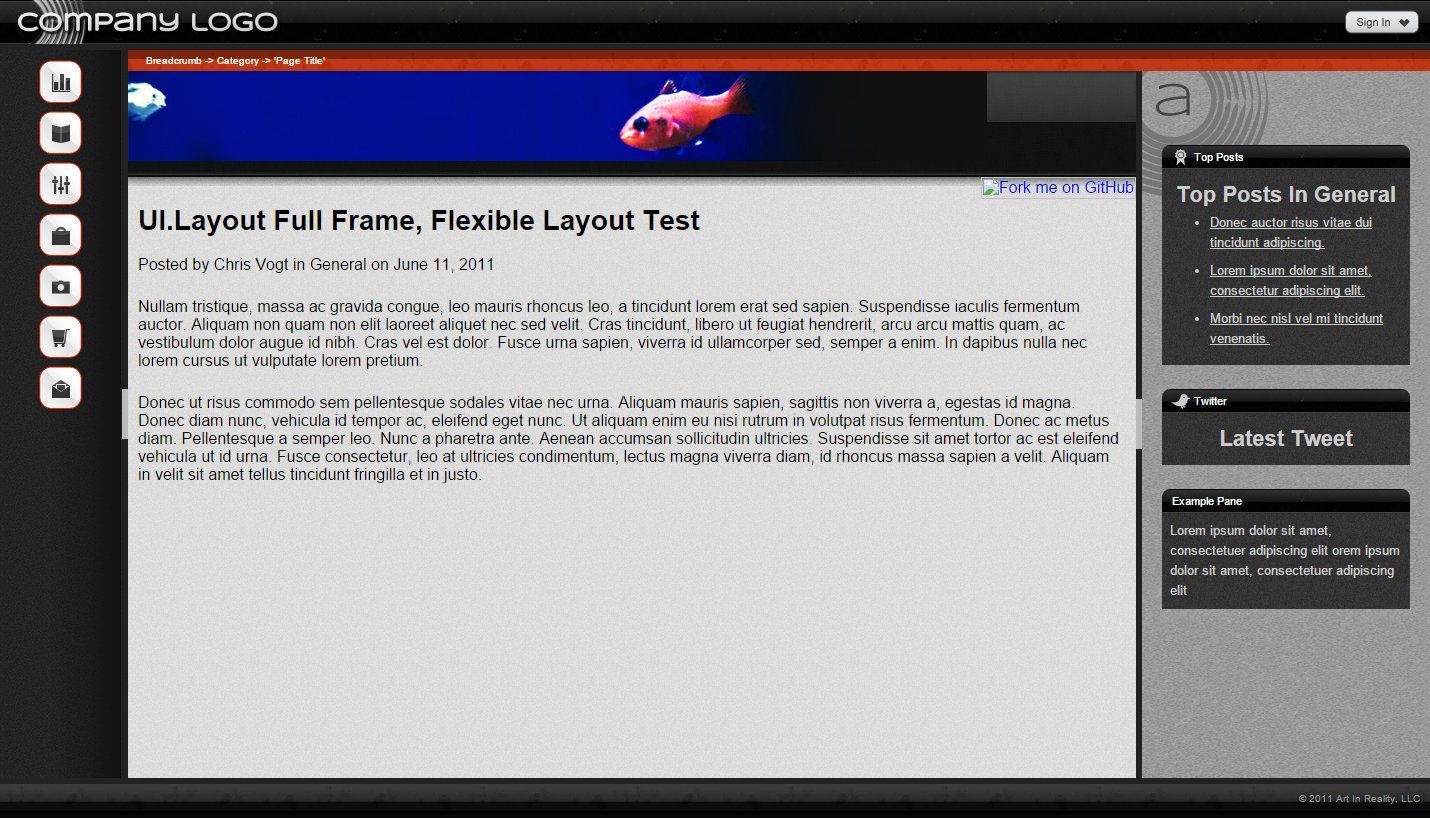 COMPANY LOGO
Sign In
Breadcrumb -> Category -> 'Page Title'
Fork me on GitHub
UI.Layout Full Frame, Flexible Layout Test
Posted by Chris Vogt in General on June 11, 2011
Nullam tristique, massa ac gravida congue, leo mauris rhoncus leo, a tincidunt lorem erat sed sapien. Suspendisse iaculis fermentum
auctor. Aliquam non quam non elit laoreet aliquet nec sed velit. Cras tincidunt, libero ut feugiat hendrerit, arcu arcu mattis quam, ac
vestibulum dolor augue id nibh. Cras vel est dolor. Fusce urna sapien, viverra id ullamcorper sed, semper a enim. In dapibus nulla nec
lorem cursus ut vulputate lorem pretium.
Donec ut risus commodo sem pellentesque sodales vitae nec urna. Aliquam mauris sapien, sagittis non viverra a, egestas id magna.
Donec diam nunc, vehicula id tempor ac, eleifend eget nunc. Ut aliquam enim eu nisi rutrum in volutpat risus fermentum. Donec ac metus
diam. Pellentesque a semper leo. Nunc a pharetra ante. Aenean accumsan sollicitudin ultricies. Suspendisse sit amet tortor ac est eleifend
vehicula ut id urna. Fusce consectetur, leo at ultricies condimentum, lectus magna viverra diam, id rhoncus massa sapien a velit. Aliquam
in velit sit amet tellus tincidunt fringilla et in justo.
a
Top Posts
Top Posts In General
Donec auctor risus vitae dui
tincidunt adipiscing.
Lorem ipsum dolor sit amet,
consectetur adipiscing elit.
Morbi nec nisl vel mi tincidunt
venenatis.
Twitter
Latest Tweet
Example Pane
Lorem ipsum dolor sit amet,
consectetuer adipiscing elit orem ipsum
dolor sit amet, consectetuer adipiscing
elit
© 2011 Art In Reality, LLC